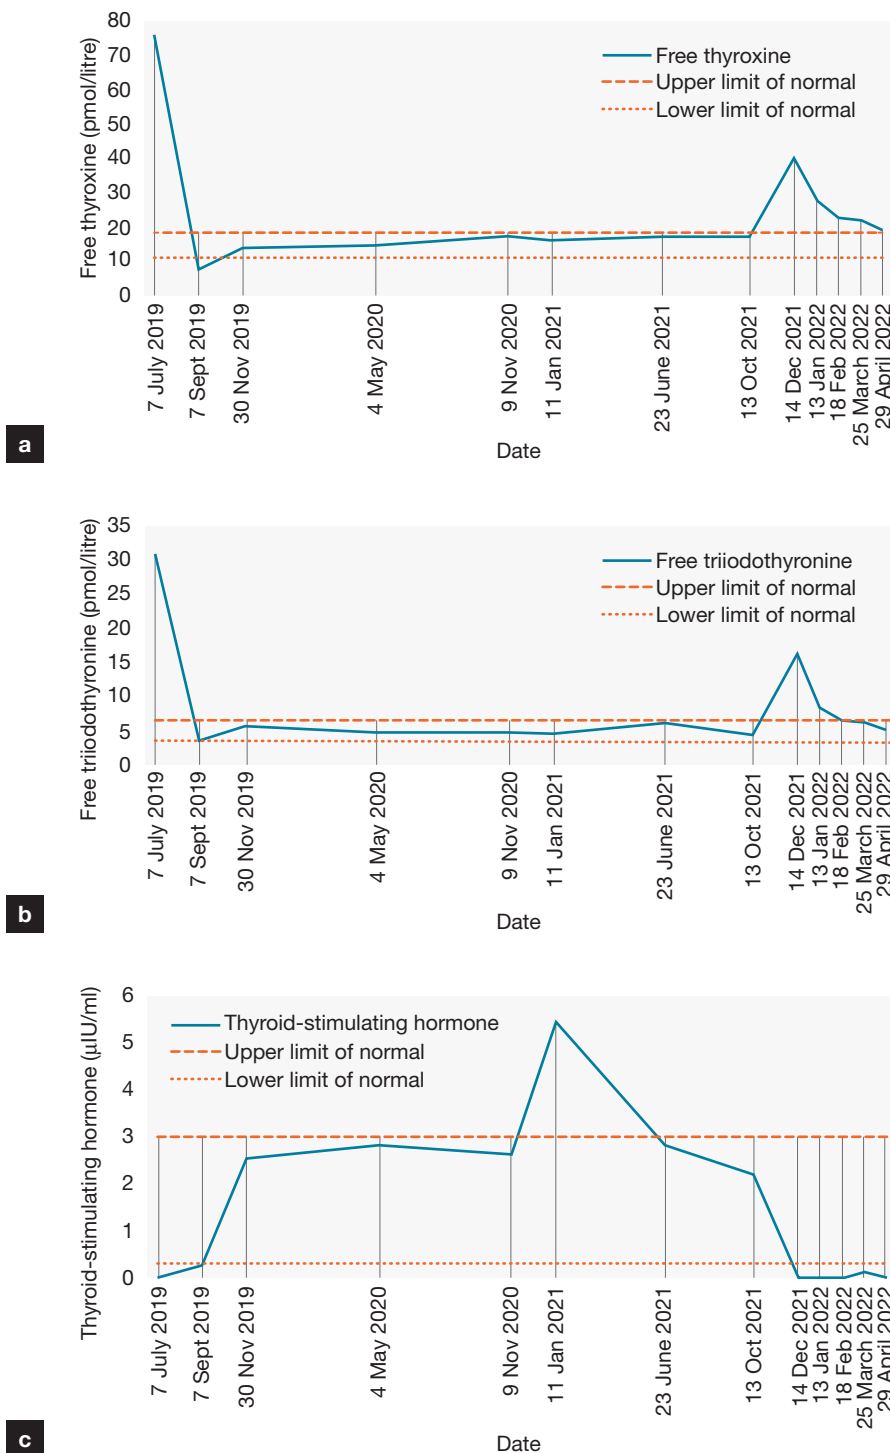 80
70
60
50
40
30
20
10
0
Free thyroxine (pmol/litre)
Free thyroxine
Upper limit of normal
Lower limit of normal
7 July 2019
7 Sept 2019
30 Nov 2019
4 May 2020
9 Nov 2020
11 Jan 2021
23 June 2021
13 Oct 2021
14 Dec 2021
13 Jan 2022
18 Feb 2022
25 March 2022
29 April 2022
Date
a
35
30
25
20
15
10
5
0
Free triiodothyronine (pmol/litre)
Free triiodothyronine
Upper limit of normal
Lower limit of normal
7 July 2019
7 Sept 2019
30 Nov 2019
4 May 2020
9 Nov 2020
11 Jan 2021
23 June 2021
13 Oct 2021
14 Dec 2021
13 Jan 2022
18 Feb 2022
25 March 2022
29 April 2022
Date
b
6
5
4
3
2
1
0
Thyroid-stimulating hormone (µIU/ml)
Thyroid-stimulating hormone
Upper limit of normal
Lower limit of normal
7 July 2019
7 Sept 2019
30 Nov 2019
4 May 2020
9 Nov 2020
11 Jan 2021
23 June 2021
13 Oct 2021
14 Dec 2021
13 Jan 2022
18 Feb 2022
25 March 2022
29 April 2022
Date
c